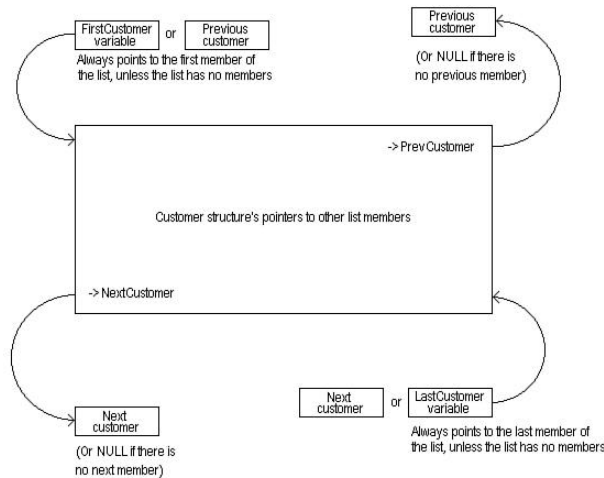 FirstCustomer
variable
or
Previous
customer
Always points to the first member of
the list, unless the list has no members
Previous
customer
(Or NULL if there is
no previous member)
-> PrevCustomer
Customer structure's pointers to other list members
-> NextCustomer
Next
customer
(Or NULL if there is
no next member)
Next
customer
or
LastCustomer
variable
Always points to the last member of
the list, unless the list has no members